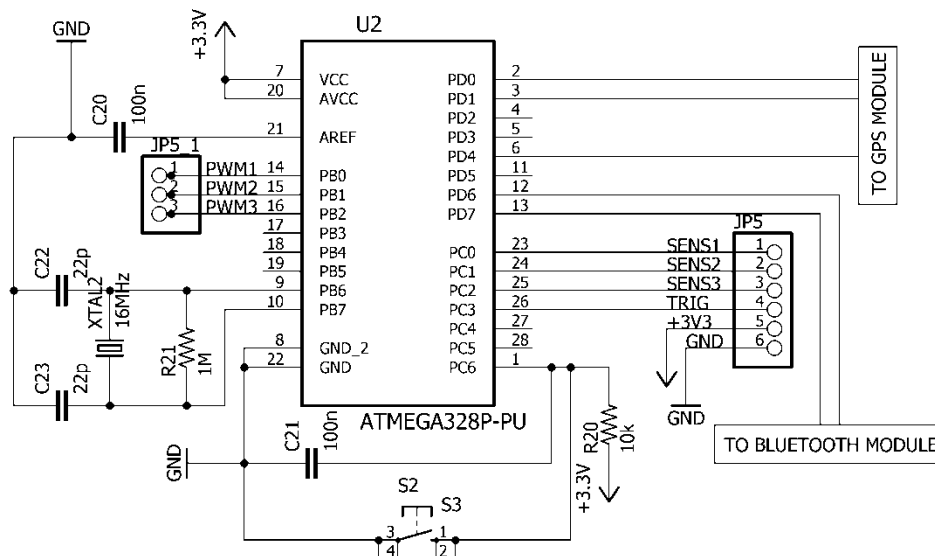 U2
GND
+3.3V
C20
100n
7 VCC PD0 2
20 AVCC PD1 3
PD2 4
21 AREF PD3 5
PD4 6
JP5_1
1 PWM1 14 PB0 PD5 11
2 PWM2 15 PB1 PD6 12
3 PWM3 16 PB2 PD7 13
17 PB3
18 PB4 PC0 23 SENS1 1
19 PB5 PC1 24 SENS2 2
9 PB6 PC2 25 SENS3 3
10 PB7 PC3 26 TRIG 4
PC4 27 +3V3 5
8 GND_2 PC5 28 GND 6
22 GND PC6 1
JP5
TO GPS MODULE
C22
22p
XTAL2
16MHz
R21
1M
C23
22p
ATMEGA328P-PU
GND
C21
100n
R20
10k
+3.3V
GND
TO BLUETOOTH MODULE
S2
S3
3 1
4 2